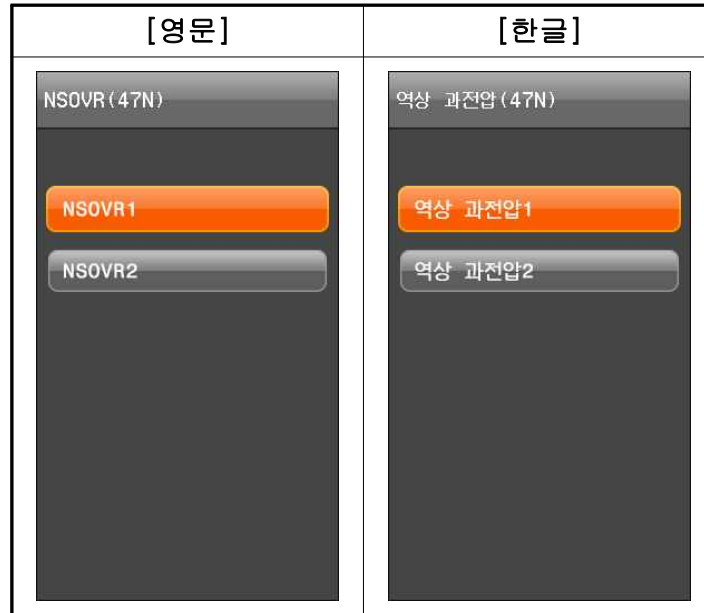 [영문]
[한글]
NSOVR(47N)
NSOVR1
NSOVR2
역상 과전압(47N)
역상 과전압1
역상 과전압2